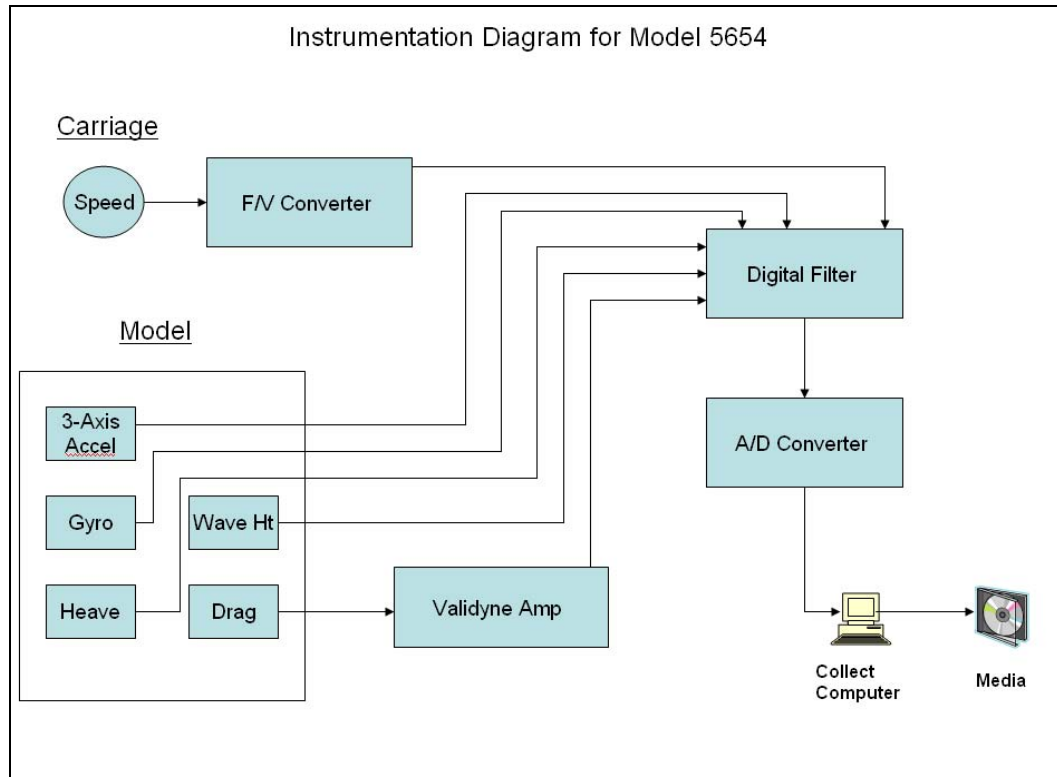 Instrumentation Diagram for Model 5654
Carriage
Speed
F/V Converter
Digital Filter
Model
3-Axis
Accel
A/D Converter
Gyro
Wave Ht
Heave
Drag
Validyne Amp
Collect
Computer
Media